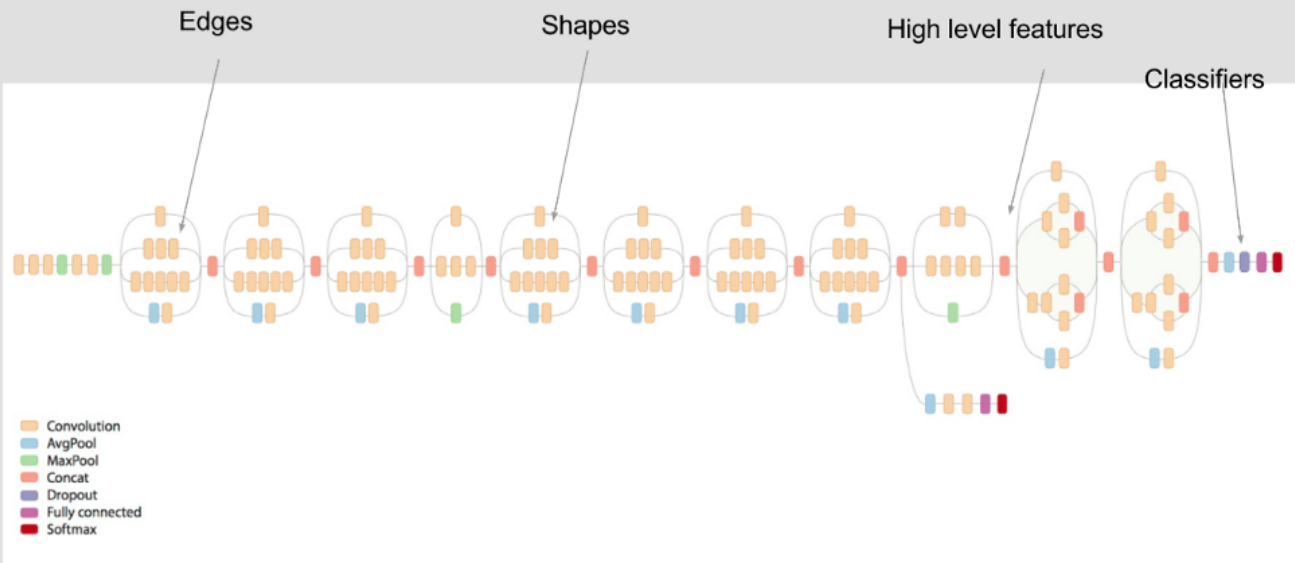 Edges
Shapes
High level features
Classifiers
Convolution
AvgPool
MaxPool
Concat
Dropout
Fully connected
Softmax